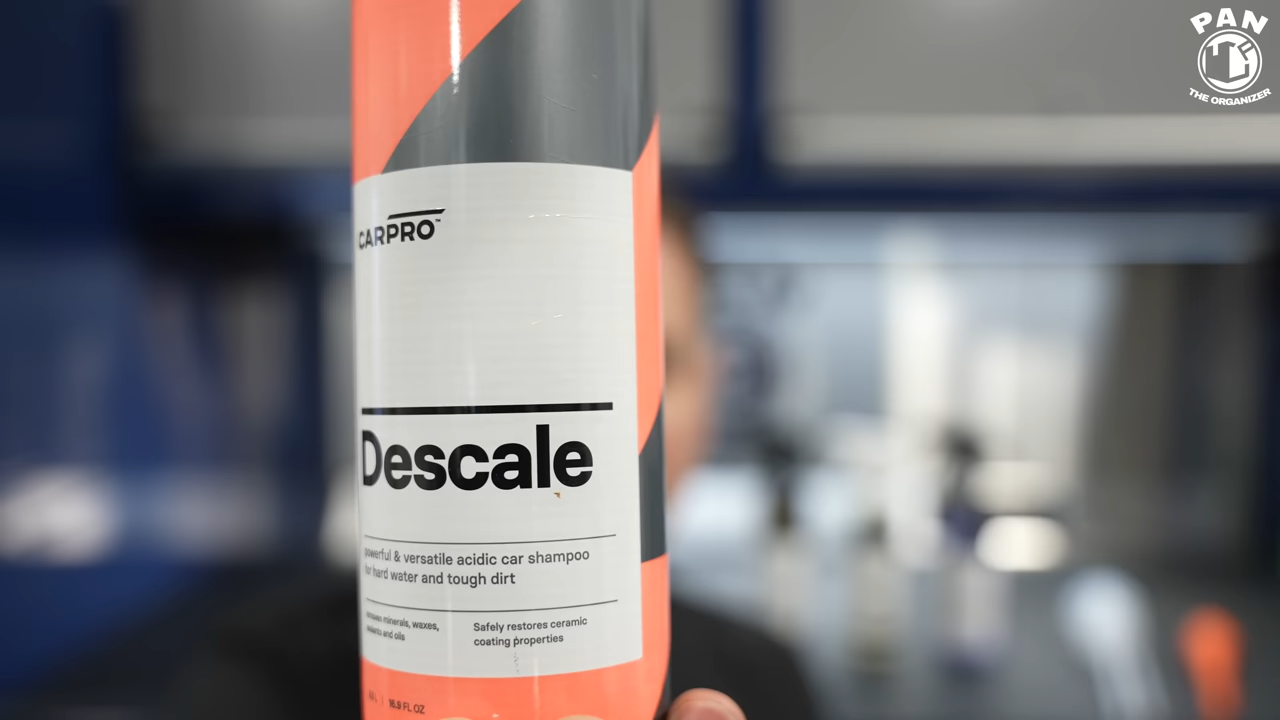 PAN
THE ORGANIZER
CARPRO™
Descale
powerful & versatile acidic car shampoo
for hard water and tough dirt
minerals, waxes,
and oils
Safely restores ceramic
coating properties
16.9 FL OZ